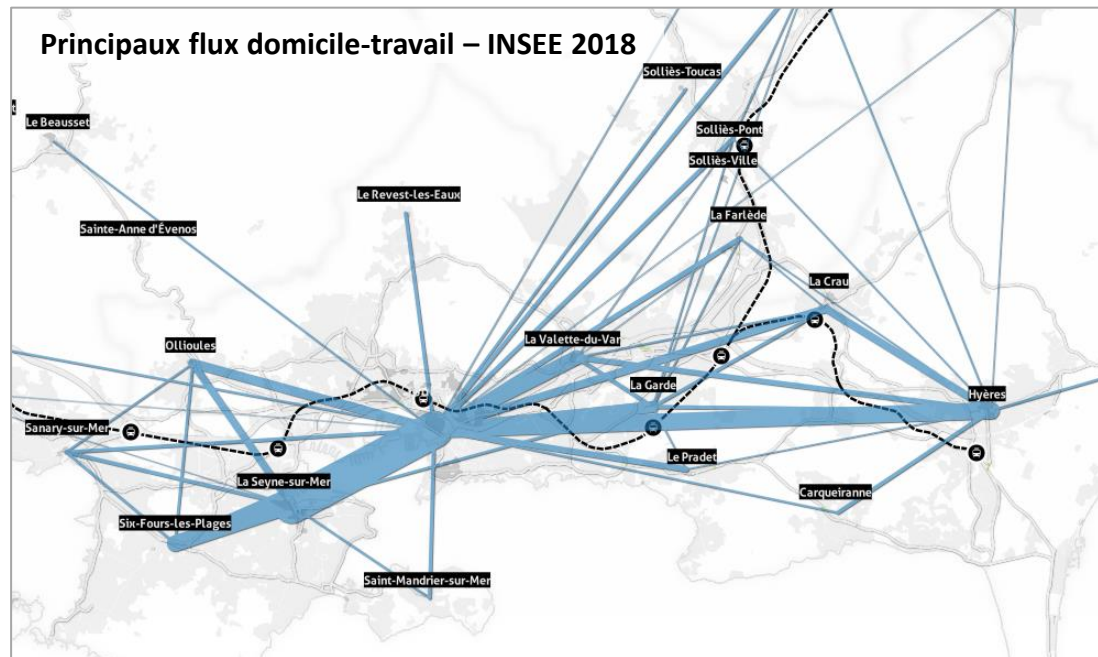 Principaux flux domicile-travail – INSEE 2018
Solliès-Toucas
Le Beausset
Solliès-Pont
Solliès-Ville
Le Revest-les-Eaux
La Farlède
Sainte-Anne d'Évenos
La Crau
La Valette-du-Var
Ollioules
La Garde
Hyères
Sanary-sur-Mer
Le Pradet
La Seyne-sur-Mer
Carqueiranne
Six-Fours-les-Plages
Saint-Mandrier-sur-Mer